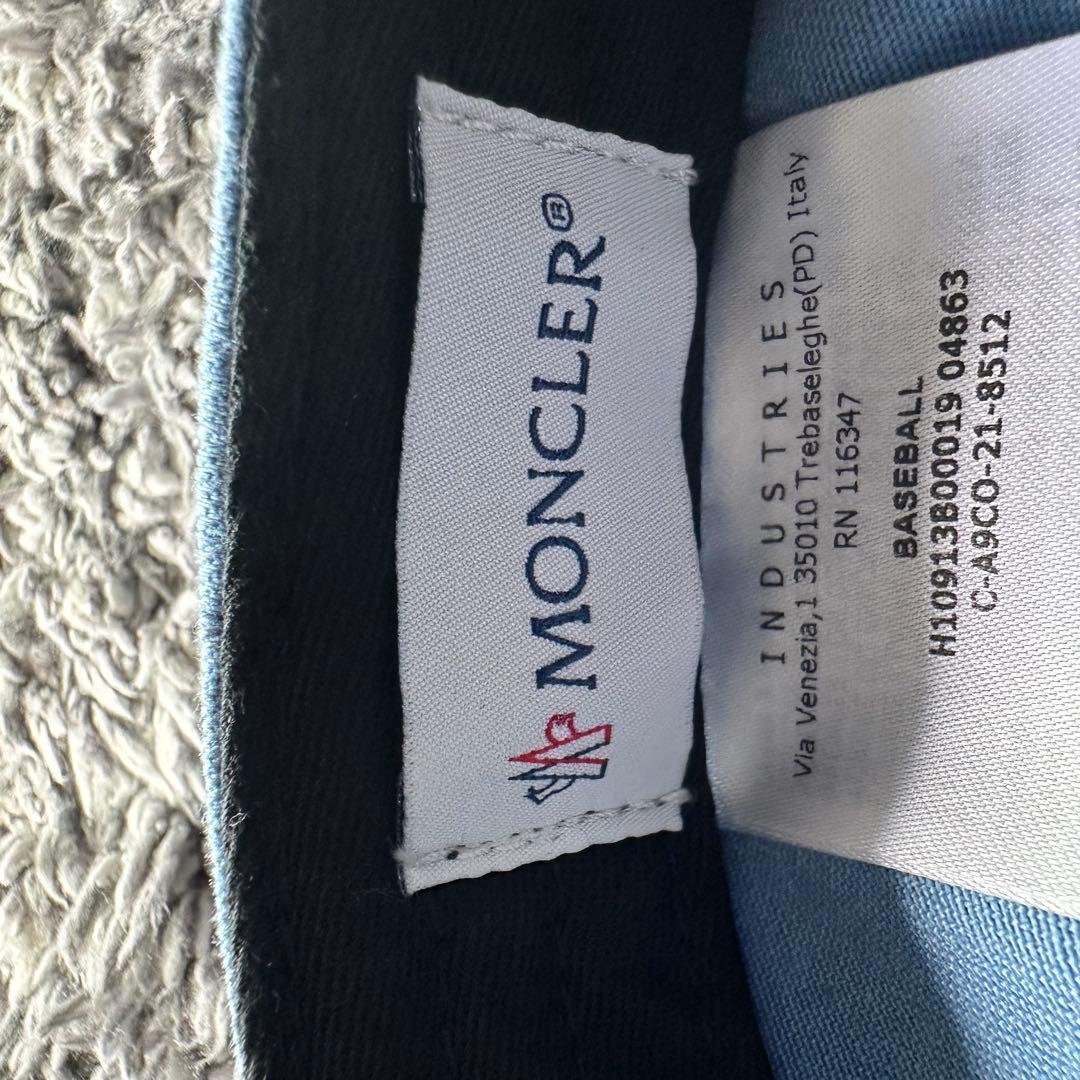 MONCLER®
INDUSTRIES
Via Venezia,1 35010 Trebaseleghe(PD) Italy
RN 116347
BASEBALL
H10913B00019 04863
C-A9CO-21-8512